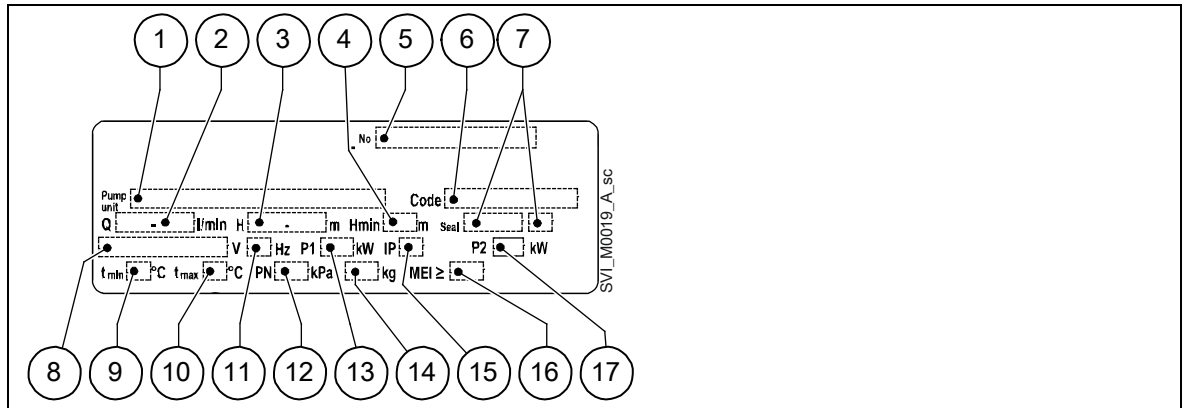 1 2 3 4 5 6 7
No
Pump unit Code
Q - l/min H - m Hmin m Seal
V Hz P1 kW IP P2 kW
t min °C t max °C PN kPa kg MEI ≥
SVI_M0019_A_sc
8 9 10 11 12 13 14 15 16 17